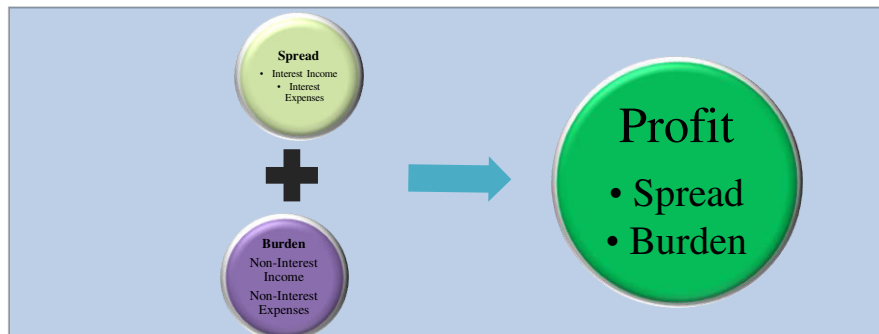 Spread
• Interest Income
• Interest
Expenses
Burden
Non-Interest
Income
Non-Interest
Expenses
Profit
• Spread
• Burden